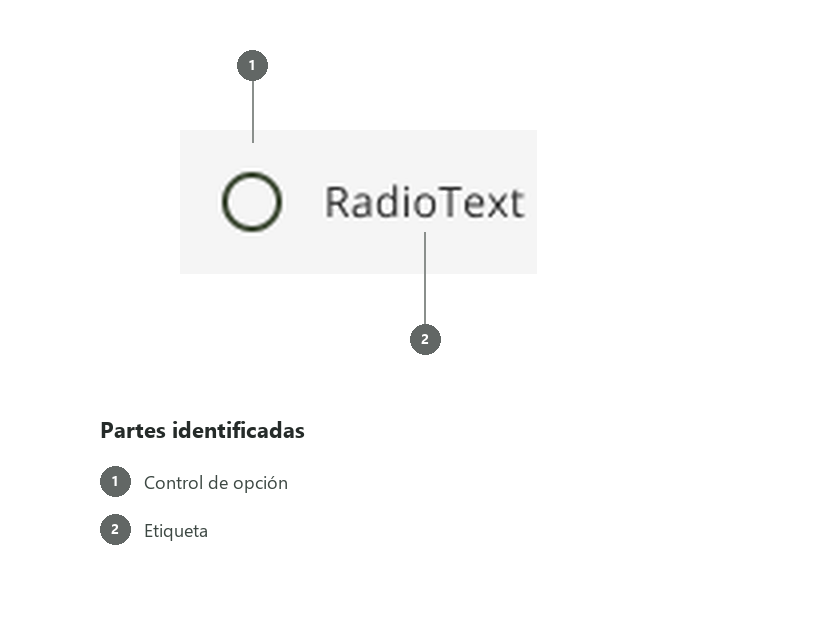 1
RadioText
2
Partes identificadas
1 Control de opción
2 Etiqueta